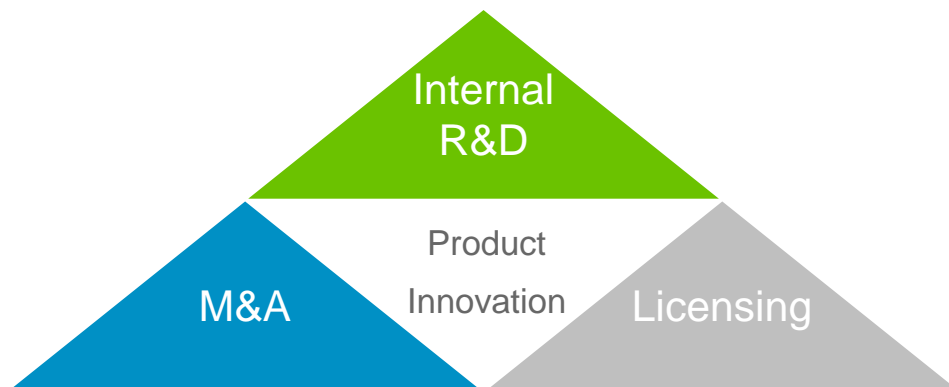 Internal
R&D
Product
Innovation
M&A
Licensing